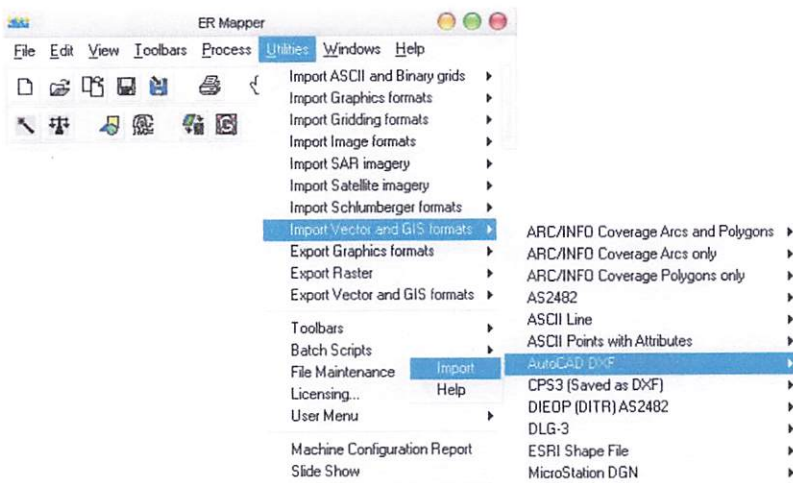 ER Mapper
File Edit View Toolbars Process Utilities Windows Help
Import ASCII and Binary grids
Import Graphics formats
Import Gridding formats
Import Image formats
Import SAR imagery
Import Satellite imagery
Import Schlumberger formats
Import Vector and GIS formats
Export Graphics formats
Export Raster
Export Vector and GIS formats
Toolbars
Batch Scripts
File Maintenance
Licensing...
User Menu
Machine Configuration Report
Slide Show
ARC/INFO Coverage Arcs and Polygons
ARC/INFO Coverage Arcs only
ARC/INFO Coverage Polygons only
AS2482
ASCII Line
ASCII Points with Attributes
AutoCAD DXF
CPS3 (Saved as DXF)
DIEOP (DITR) AS2482
DLG-3
ESRI Shape File
MicroStation DGN
Import
Help